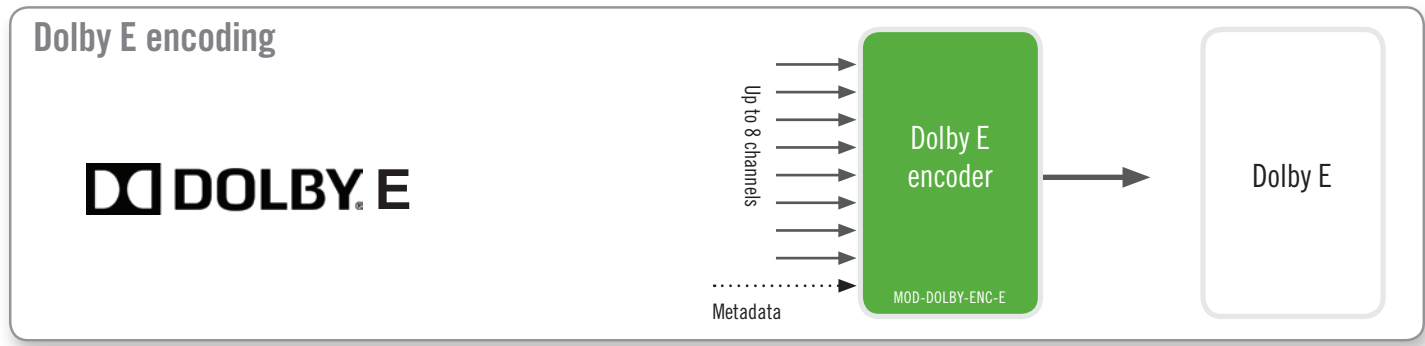 Dolby E encoding
DOLBY® E
Up to 8 channels
Metadata
Dolby E
encoder
MOD-DOLBY-ENC-E
Dolby E